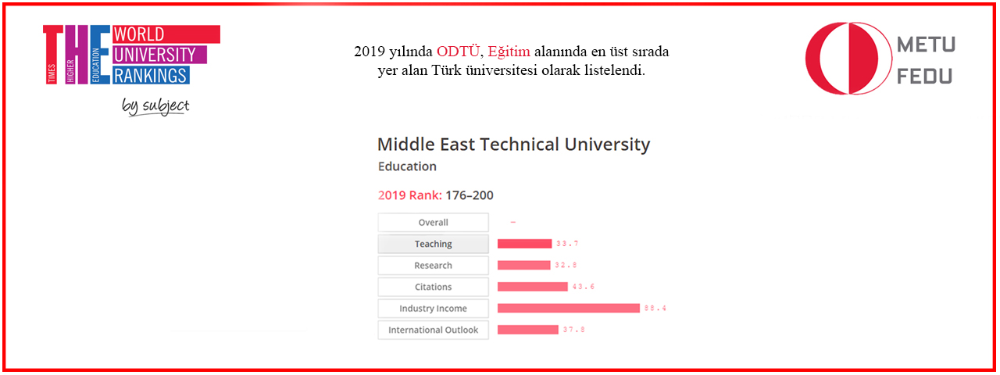 TIMES HIGHER EDUCATION
THE
WORLD
UNIVERSITY
RANKINGS
by subject
2019 yılında ODTÜ, Eğitim alanında en üst sırada
yer alan Türk üniversitesi olarak listelendi.
METU
FEDU
Middle East Technical University
Education
2019 Rank: 176–200
Overall –
Teaching 33.7
Research 32.8
Citations 43.6
Industry Income 88.4
International Outlook 37.8